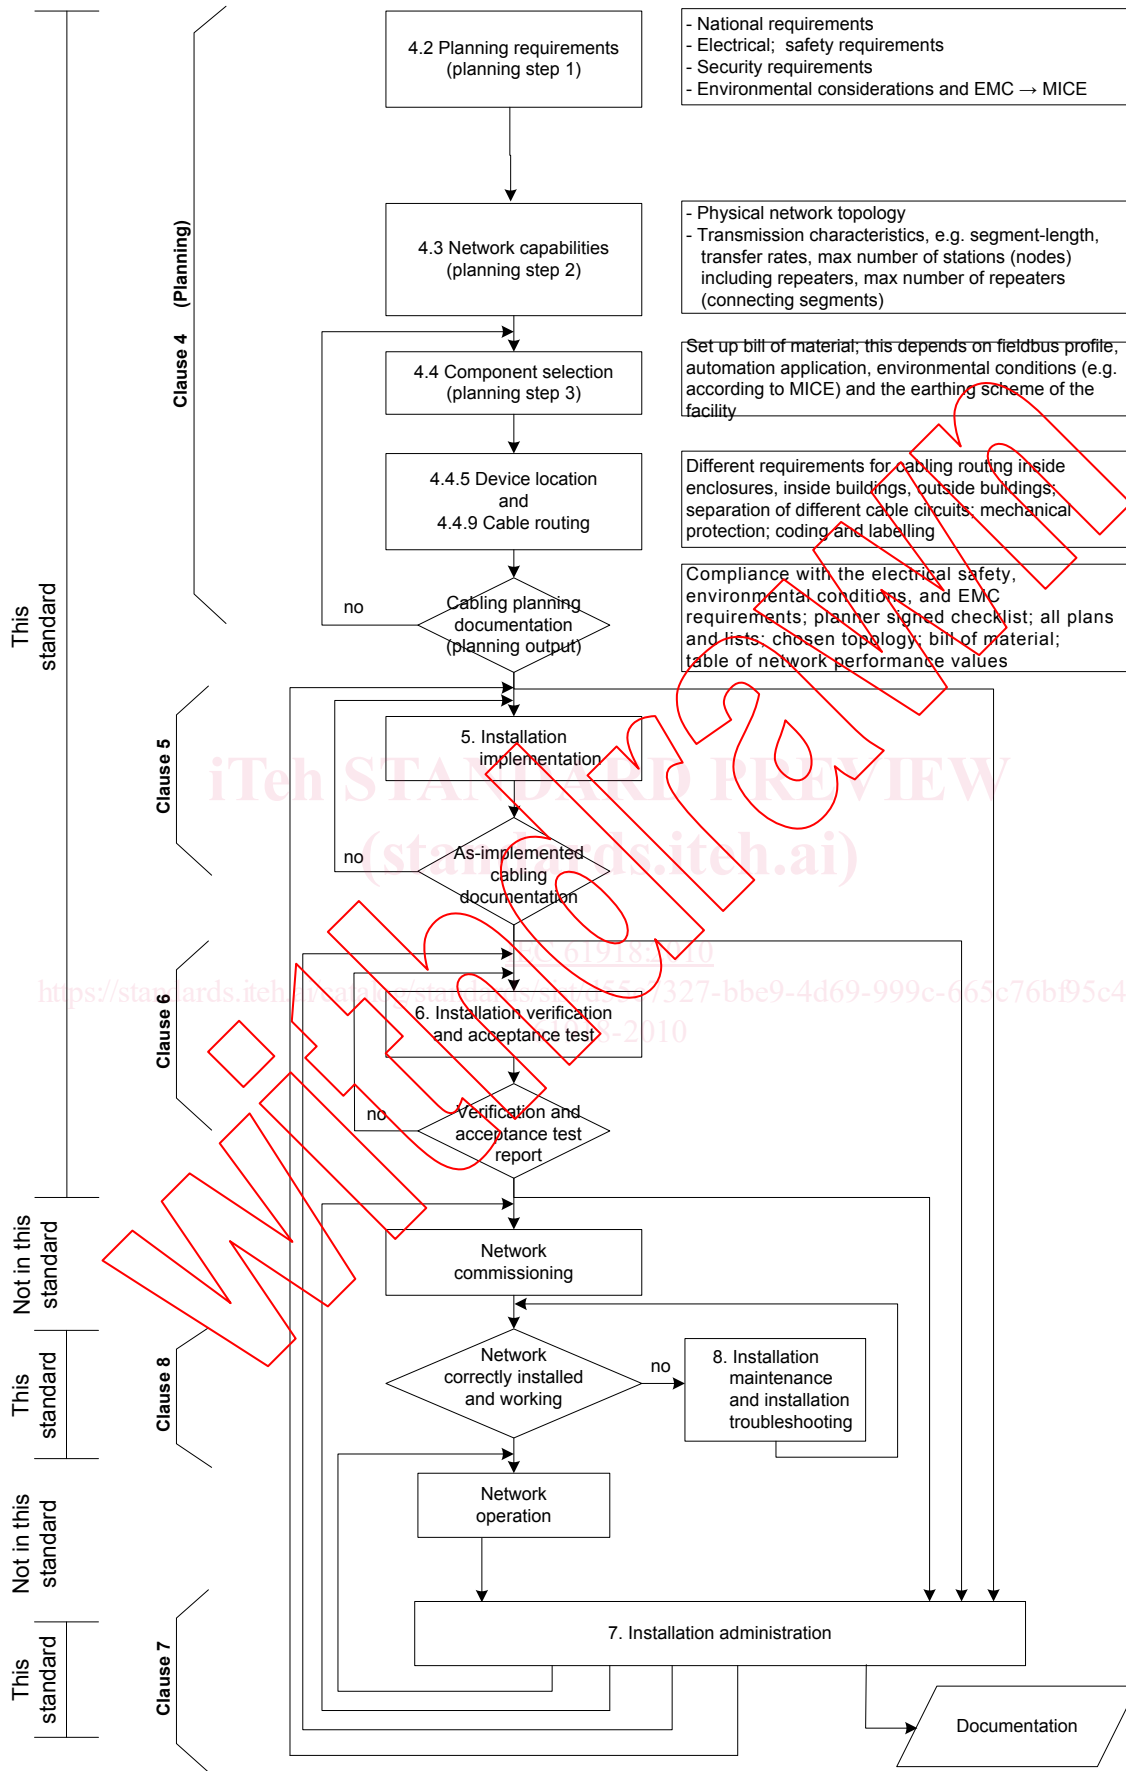 4.2 Planning requirements
(planning step 1)
- National requirements
- Electrical; safety requirements
- Security requirements
- Environmental considerations and EMC → MICE
Clause 4 (Planning)
4.3 Network capabilities
(planning step 2)
- Physical network topology
- Transmission characteristics, e.g. segment-length,
transfer rates, max number of stations (nodes)
including repeaters, max number of repeaters
(connecting segments)
4.4 Component selection
(planning step 3)
Set up bill of material; this depends on fieldbus profile,
automation application, environmental conditions (e.g.
according to MICE) and the earthing scheme of the
facility
4.4.5 Device location
and
4.4.9 Cable routing
Different requirements for cabling routing inside
enclosures, inside buildings, outside buildings;
separation of different cable circuits; mechanical
protection; coding and labelling
This
standard
no
Cabling planning
documentation
(planning output)
Compliance with the electrical safety,
environmental conditions, and EMC
requirements; planner signed checklist; all plans
and lists; chosen topology; bill of material;
table of network performance values
Clause 5
5. Installation
implementation
iTeh STANDARD PREVIEW
(standards.iteh.ai)
no
As-implemented
cabling
documentation
Clause 6
IEC 61918:2010
6. Installation verification
and acceptance test
no
Verification and
acceptance test
report
Not in this
standard
Network
commissioning
This
standard
Clause 8
Network
correctly installed
and working
no
8. Installation
maintenance
and installation
troubleshooting
Network
operation
Not in this
standard
This
standard
Clause 7
7. Installation administration
Documentation
Withdrawn